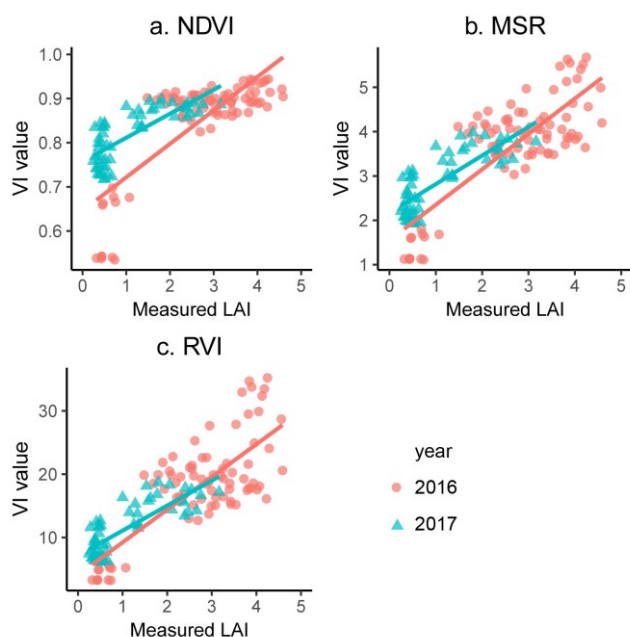 a. NDVI
VI value
1.0
0.9
0.8
0.7
0.6
0 1 2 3 4 5
Measured LAI
b. MSR
VI value
5
4
3
2
1
0 1 2 3 4 5
Measured LAI
c. RVI
VI value
30
20
10
0 1 2 3 4 5
Measured LAI
year
2016
2017